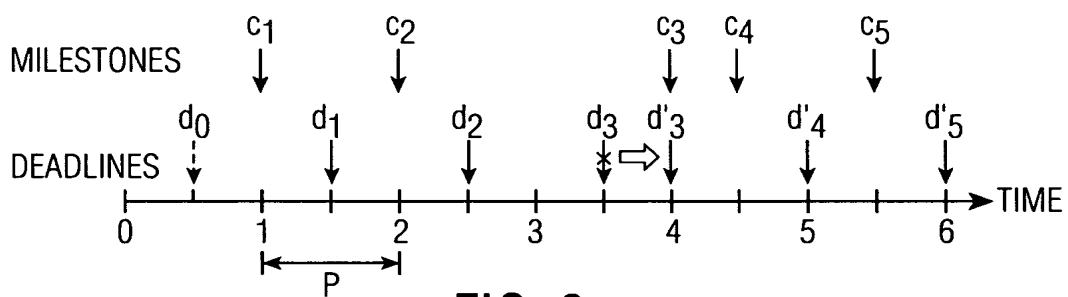 c1 c2 c3 c4 c5
MILESTONES
d0 d1 d2 d3 d'3 d'4 d'5
DEADLINES
TIME
0 1 2 3 4 5 6
P